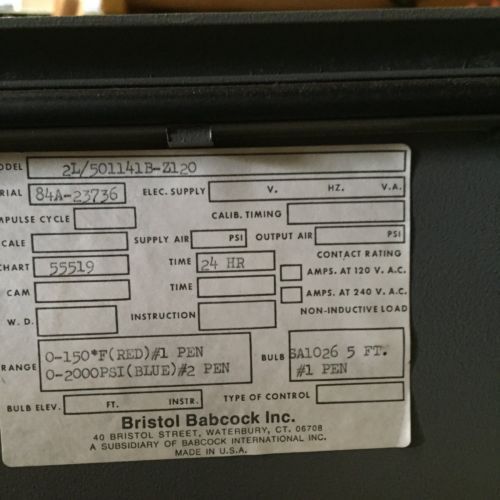 ODEL 2L/501141B-Z120
RIAL 84A-23736 ELEC. SUPPLY V. HZ. V.A.
MPULSE CYCLE CALIB. TIMING
CALE SUPPLY AIR PSI OUTPUT AIR PSI
CHART 55519 TIME 24 HR CONTACT RATING
AMPS. AT 120 V. A.C.
CAM TIME AMPS. AT 240 V. A.C.
W. D. INSTRUCTION NON-INDUCTIVE LOAD
RANGE 0-150*F(RED)#1 PEN
0-2000PSI(BLUE)#2 PEN
BULB BA1026 5 FT.
#1 PEN
BULB ELEV. FT. INSTR. TYPE OF CONTROL
Bristol Babcock Inc.
40 BRISTOL STREET, WATERBURY, CT. 06708
A SUBSIDIARY OF BABCOCK INTERNATIONAL INC.
MADE IN U.S.A.